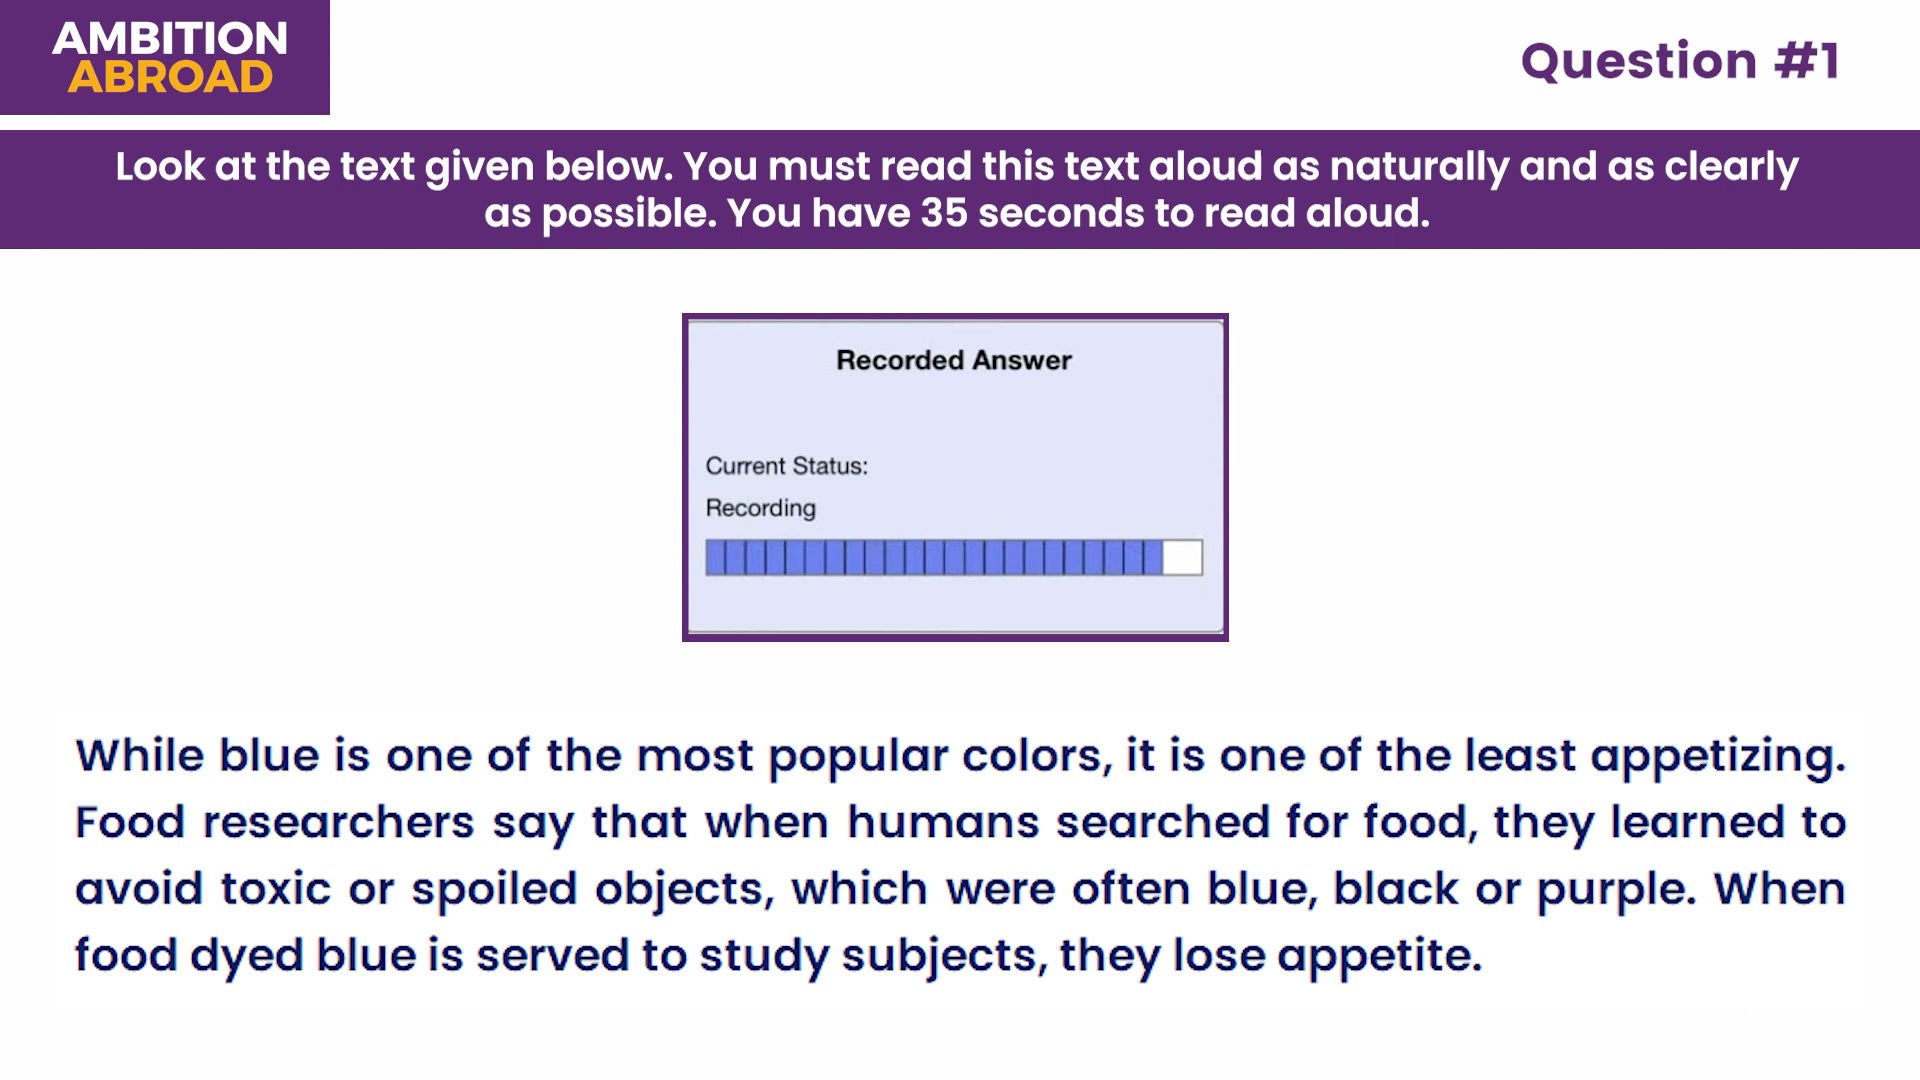 AMBITION
ABROAD
Question #1
Look at the text given below. You must read this text aloud as naturally and as clearly
as possible. You have 35 seconds to read aloud.
Recorded Answer
Current Status:
Recording
While blue is one of the most popular colors, it is one of the least appetizing.
Food researchers say that when humans searched for food, they learned to
avoid toxic or spoiled objects, which were often blue, black or purple. When
food dyed blue is served to study subjects, they lose appetite.